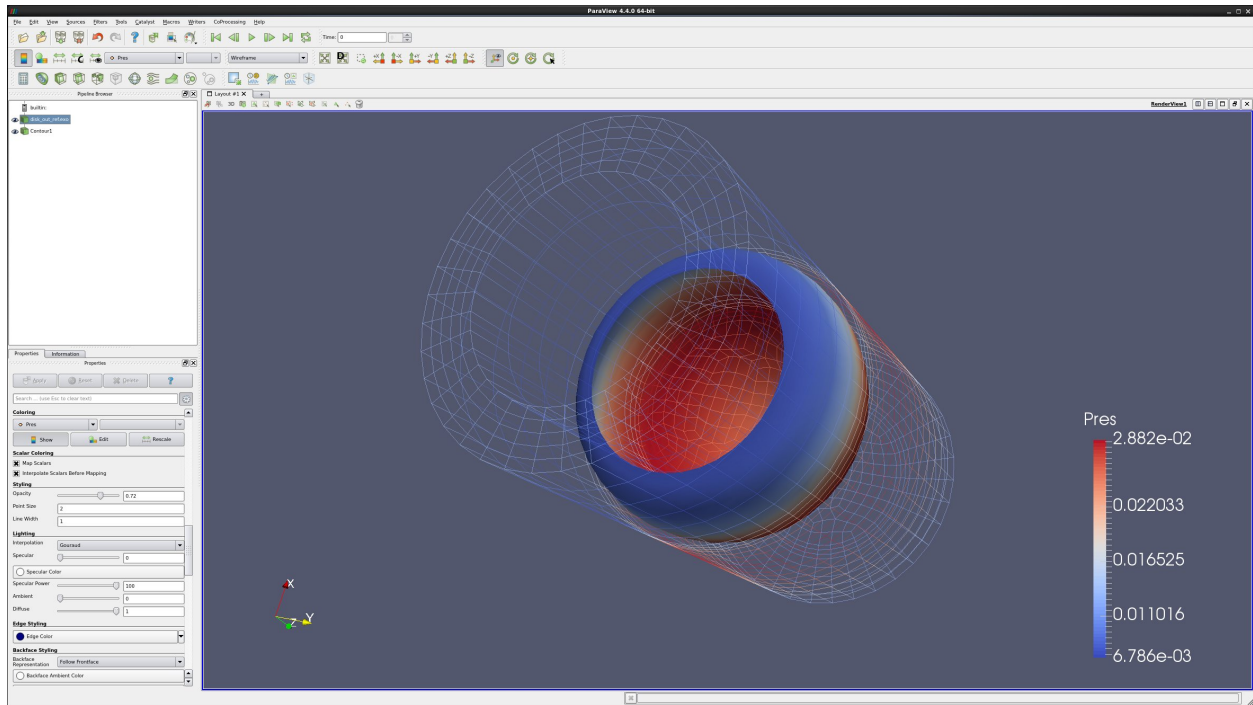 ParaView 4.4.0 64-bit
File Edit View Sources Filters Tools Catalyst Macros Writers CoProcessing Help
Time: 0
Pres Wireframe
Pipeline Browser
builtin:
Contour1
Layout #1
3D
RenderView1
Properties Information
Properties
Apply Reset Delete ?
Search ... (use Esc to clear text)
Coloring
Pres
Show Edit Rescale
Scalar Coloring
Map Scalars
Interpolate Scalars Before Mapping
Styling
Opacity 0.72
Point Size 2
Line Width 1
Lighting
Interpolation Gouraud
Specular 0
Specular Color
Specular Power 100
Ambient 0
Diffuse 1
Edge Styling
Edge Color
Backface Styling
Backface Representation Follow Frontface
Backface Ambient Color
X
Y
Z
Pres
2.882e-02
0.022033
0.016525
0.011016
6.786e-03